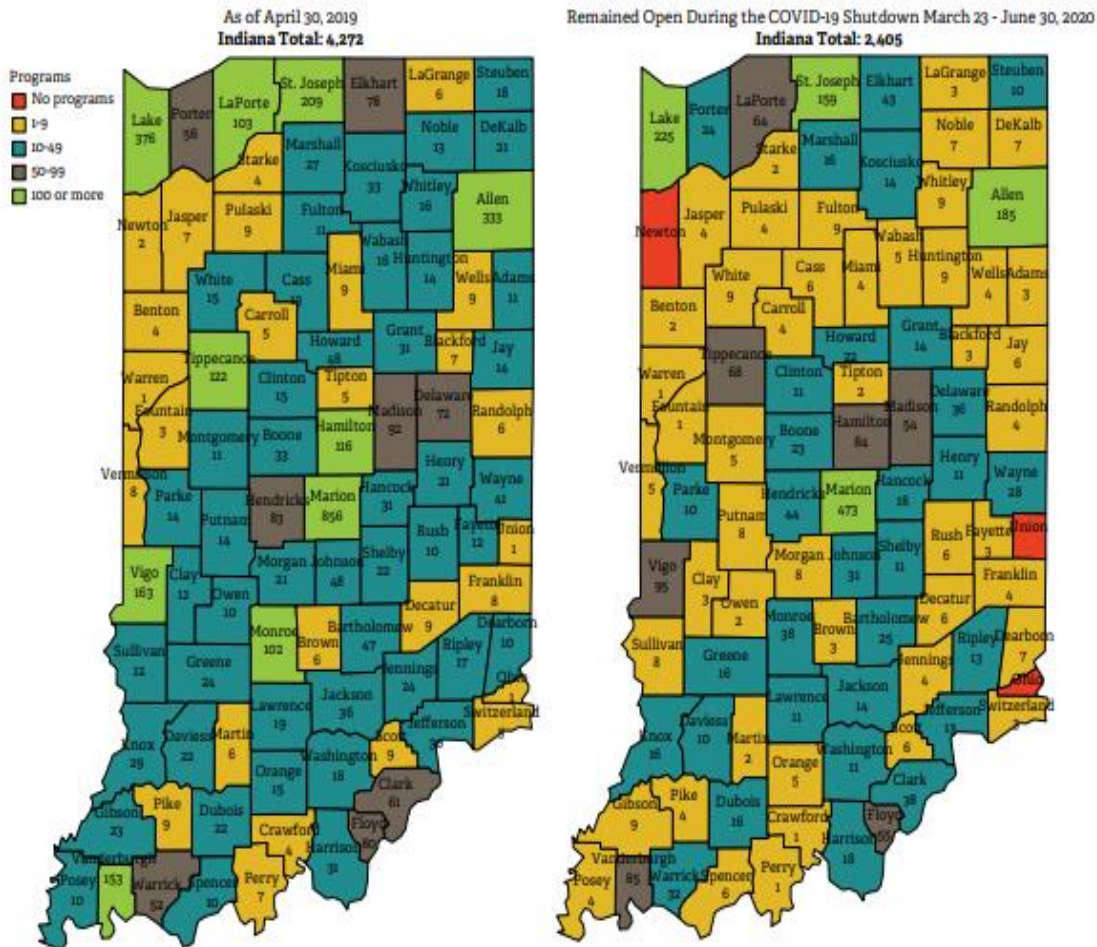 As of April 30, 2019
Indiana Total: 4,272
Programs
No programs
1-9
10-49
50-99
100 or more
Lake
376
Porter
56
LaPorte
103
St. Joseph
209
Elkhart
78
LaGrange
6
Steuben
18
Noble
13
DeKalb
21
Starke
4
Marshall
27
Kosciusko
33
Whitley
16
Allen
333
Newton
2
Jasper
7
Pulaski
9
Fulton
11
Wabash
16
Huntington
14
Miami
9
Wells
9
Adams
11
White
15
Cass
Benton
4
Carroll
5
Howard
48
Grant
31
Blackford
7
Jay
14
Tippecanoe
122
Warren
1
Clinton
15
Tipton
5
Madison
92
Delaware
72
Randolph
6
Fountain
3
Montgomery
11
Boone
33
Hamilton
116
Henry
21
Wayne
41
Vermillion
8
Parke
14
Putnam
14
Hendricks
83
Marion
856
Hancock
31
Rush
10
Fayette
12
Union
1
Vigo
163
Clay
12
Owen
10
Morgan
21
Johnson
48
Shelby
22
Franklin
8
Decatur
9
Dearborn
10
Monroe
102
Brown
6
Bartholomew
47
Ripley
17
Sullivan
12
Greene
24
Jennings
24
Ohio
1
Jackson
36
Lawrence
19
Jefferson
Switzerland
Knox
29
Daviess
22
Martin
6
Orange
15
Washington
18
Scott
9
Clark
61
Gibson
23
Pike
9
Dubois
22
Crawford
4
Floyd
Harrison
31
Vanderburgh
153
Posey
10
Warrick
52
Spencer
10
Perry
7
Remained Open During the COVID-19 Shutdown March 23 - June 30, 2020
Indiana Total: 2,405
Lake
225
Porter
24
LaPorte
64
St. Joseph
159
Elkhart
43
LaGrange
3
Steuben
10
Noble
7
DeKalb
7
Starke
2
Marshall
16
Kosciusko
14
Whitley
9
Allen
185
Newton
Jasper
4
Pulaski
4
Fulton
9
Wabash
5
Huntington
9
Miami
4
Wells
4
Adams
3
White
9
Cass
6
Benton
2
Carroll
4
Howard
22
Grant
14
Blackford
3
Jay
6
Tippecanoe
68
Warren
1
Clinton
11
Tipton
2
Madison
54
Delaware
36
Randolph
4
Fountain
1
Montgomery
5
Boone
23
Hamilton
84
Henry
11
Wayne
28
Vermillion
5
Parke
10
Putnam
8
Hendricks
44
Marion
473
Hancock
18
Rush
6
Fayette
3
Union
Vigo
95
Clay
3
Owen
2
Morgan
8
Johnson
31
Shelby
11
Franklin
4
Decatur
6
Dearborn
7
Monroe
38
Brown
3
Bartholomew
25
Ripley
13
Sullivan
8
Greene
16
Jennings
4
Ohio
Jackson
14
Lawrence
11
Jefferson
13
Switzerland
Knox
16
Daviess
10
Martin
2
Orange
5
Washington
11
Scott
6
Clark
38
Gibson
9
Pike
4
Dubois
18
Crawford
1
Floyd
55
Harrison
18
Vanderburgh
85
Posey
4
Warrick
32
Spencer
6
Perry
1